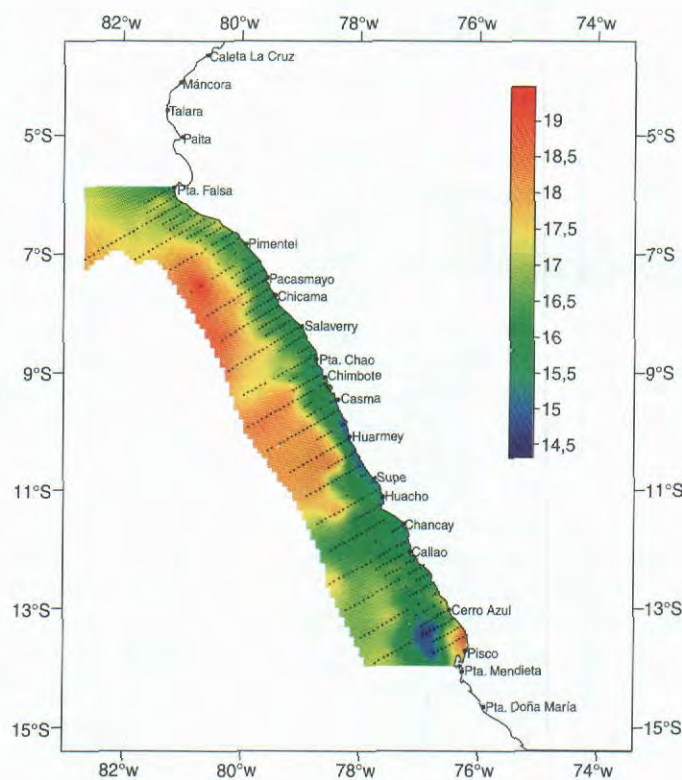 82°W 80°W 78°W 76°W 74°W
Caleta La Cruz
Máncora
Talara
5°S 5°S
Paita
Pta. Falsa
Pimentel
7°S 7°S
Pacasmayo
Chicama
Salaverry
Pta. Chao
9°S 9°S
Chimbote
Casma
Huarmey
Supe
11°S 11°S
Huacho
Chancay
Callao
13°S 13°S
Cerro Azul
Pisco
Pta. Mendieta
Pta. Doña María
15°S 15°S
82°w 80°w 78°w 76°w 74°w
19
18,5
18
17,5
17
16,5
16
15,5
15
14,5